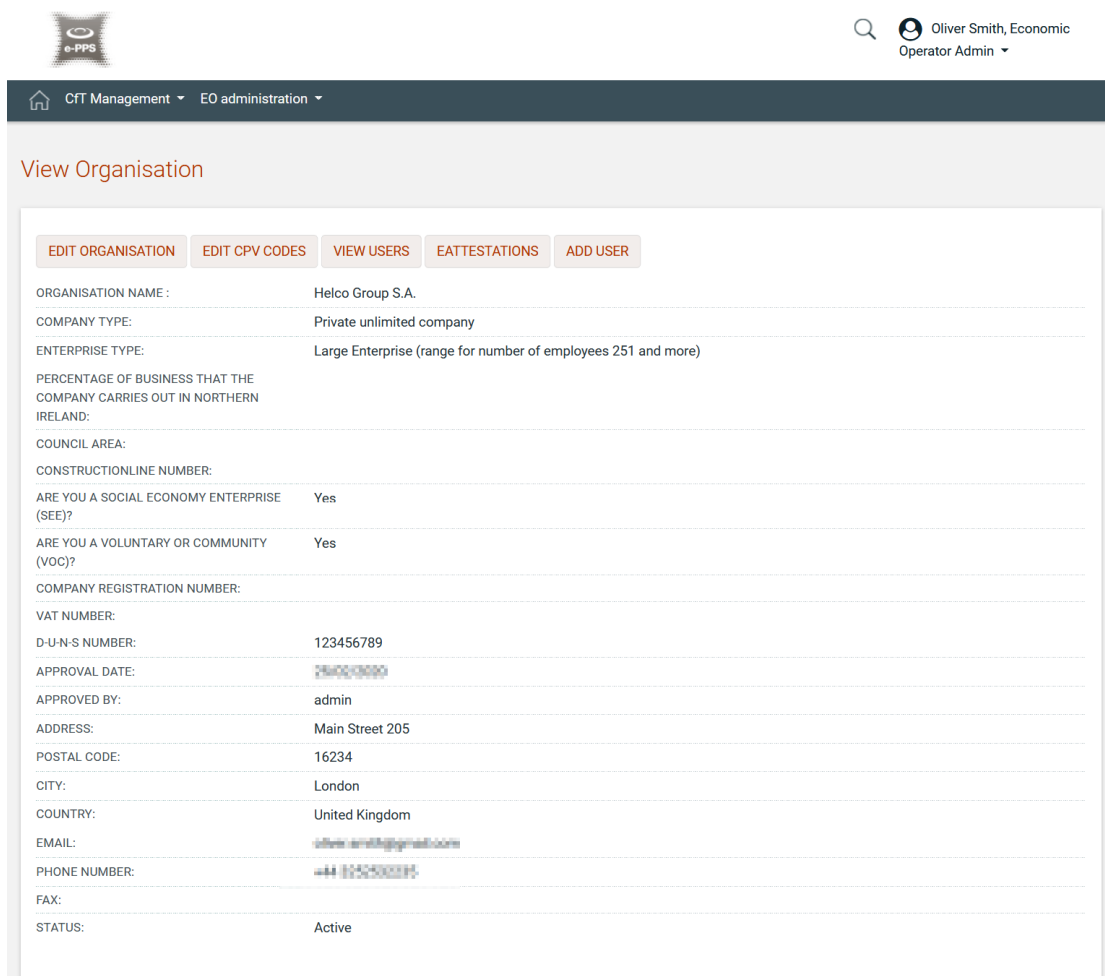 e-PPS
Oliver Smith, Economic
Operator Admin
CfT Management
EO administration
View Organisation
EDIT ORGANISATION
EDIT CPV CODES
VIEW USERS
EATTESTATIONS
ADD USER
ORGANISATION NAME : Helco Group S.A.
COMPANY TYPE: Private unlimited company
ENTERPRISE TYPE: Large Enterprise (range for number of employees 251 and more)
PERCENTAGE OF BUSINESS THAT THE
COMPANY CARRIES OUT IN NORTHERN
IRELAND:
COUNCIL AREA:
CONSTRUCTIONLINE NUMBER:
ARE YOU A SOCIAL ECONOMY ENTERPRISE Yes
(SEE)?
ARE YOU A VOLUNTARY OR COMMUNITY Yes
(VOC)?
COMPANY REGISTRATION NUMBER:
VAT NUMBER:
D-U-N-S NUMBER: 123456789
APPROVAL DATE:
APPROVED BY: admin
ADDRESS: Main Street 205
POSTAL CODE: 16234
CITY: London
COUNTRY: United Kingdom
EMAIL:
PHONE NUMBER:
FAX:
STATUS: Active